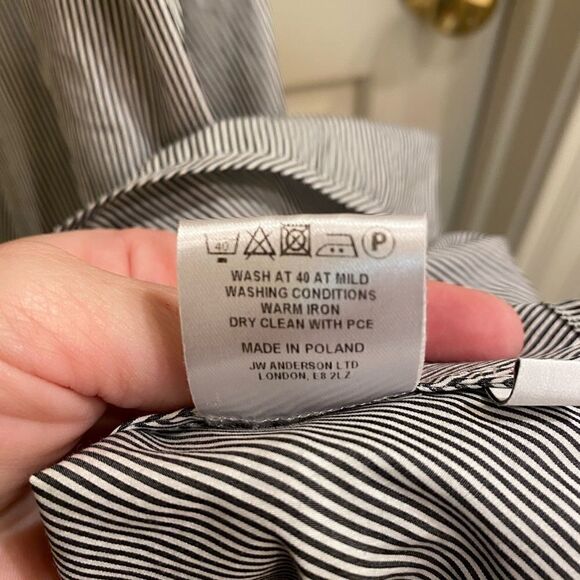 40 P
WASH AT 40 AT MILD
WASHING CONDITIONS
WARM IRON
DRY CLEAN WITH PCE
MADE IN POLAND
JW ANDERSON LTD
LONDON, E8 2LZ